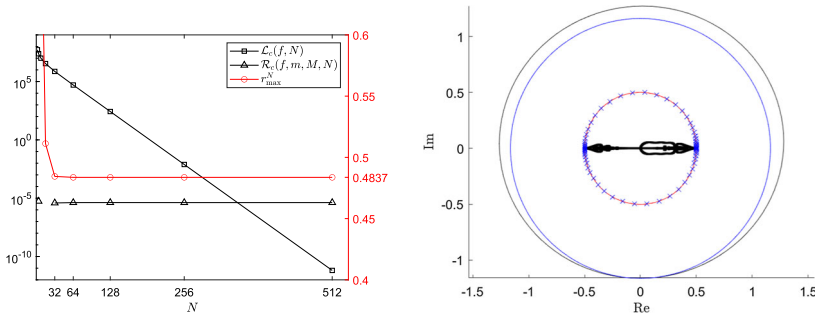 0.6
10^5
0.55
10^0
0.5
0.4837
10^-5
0.45
10^-10
0.4
32 64 128 256 512
N
L_c(f, N)
R_c(f, m, M, N)
r^N_max
1
0.5
0
-0.5
-1
Im
-1.5 -1 -0.5 0 0.5 1 1.5
Re